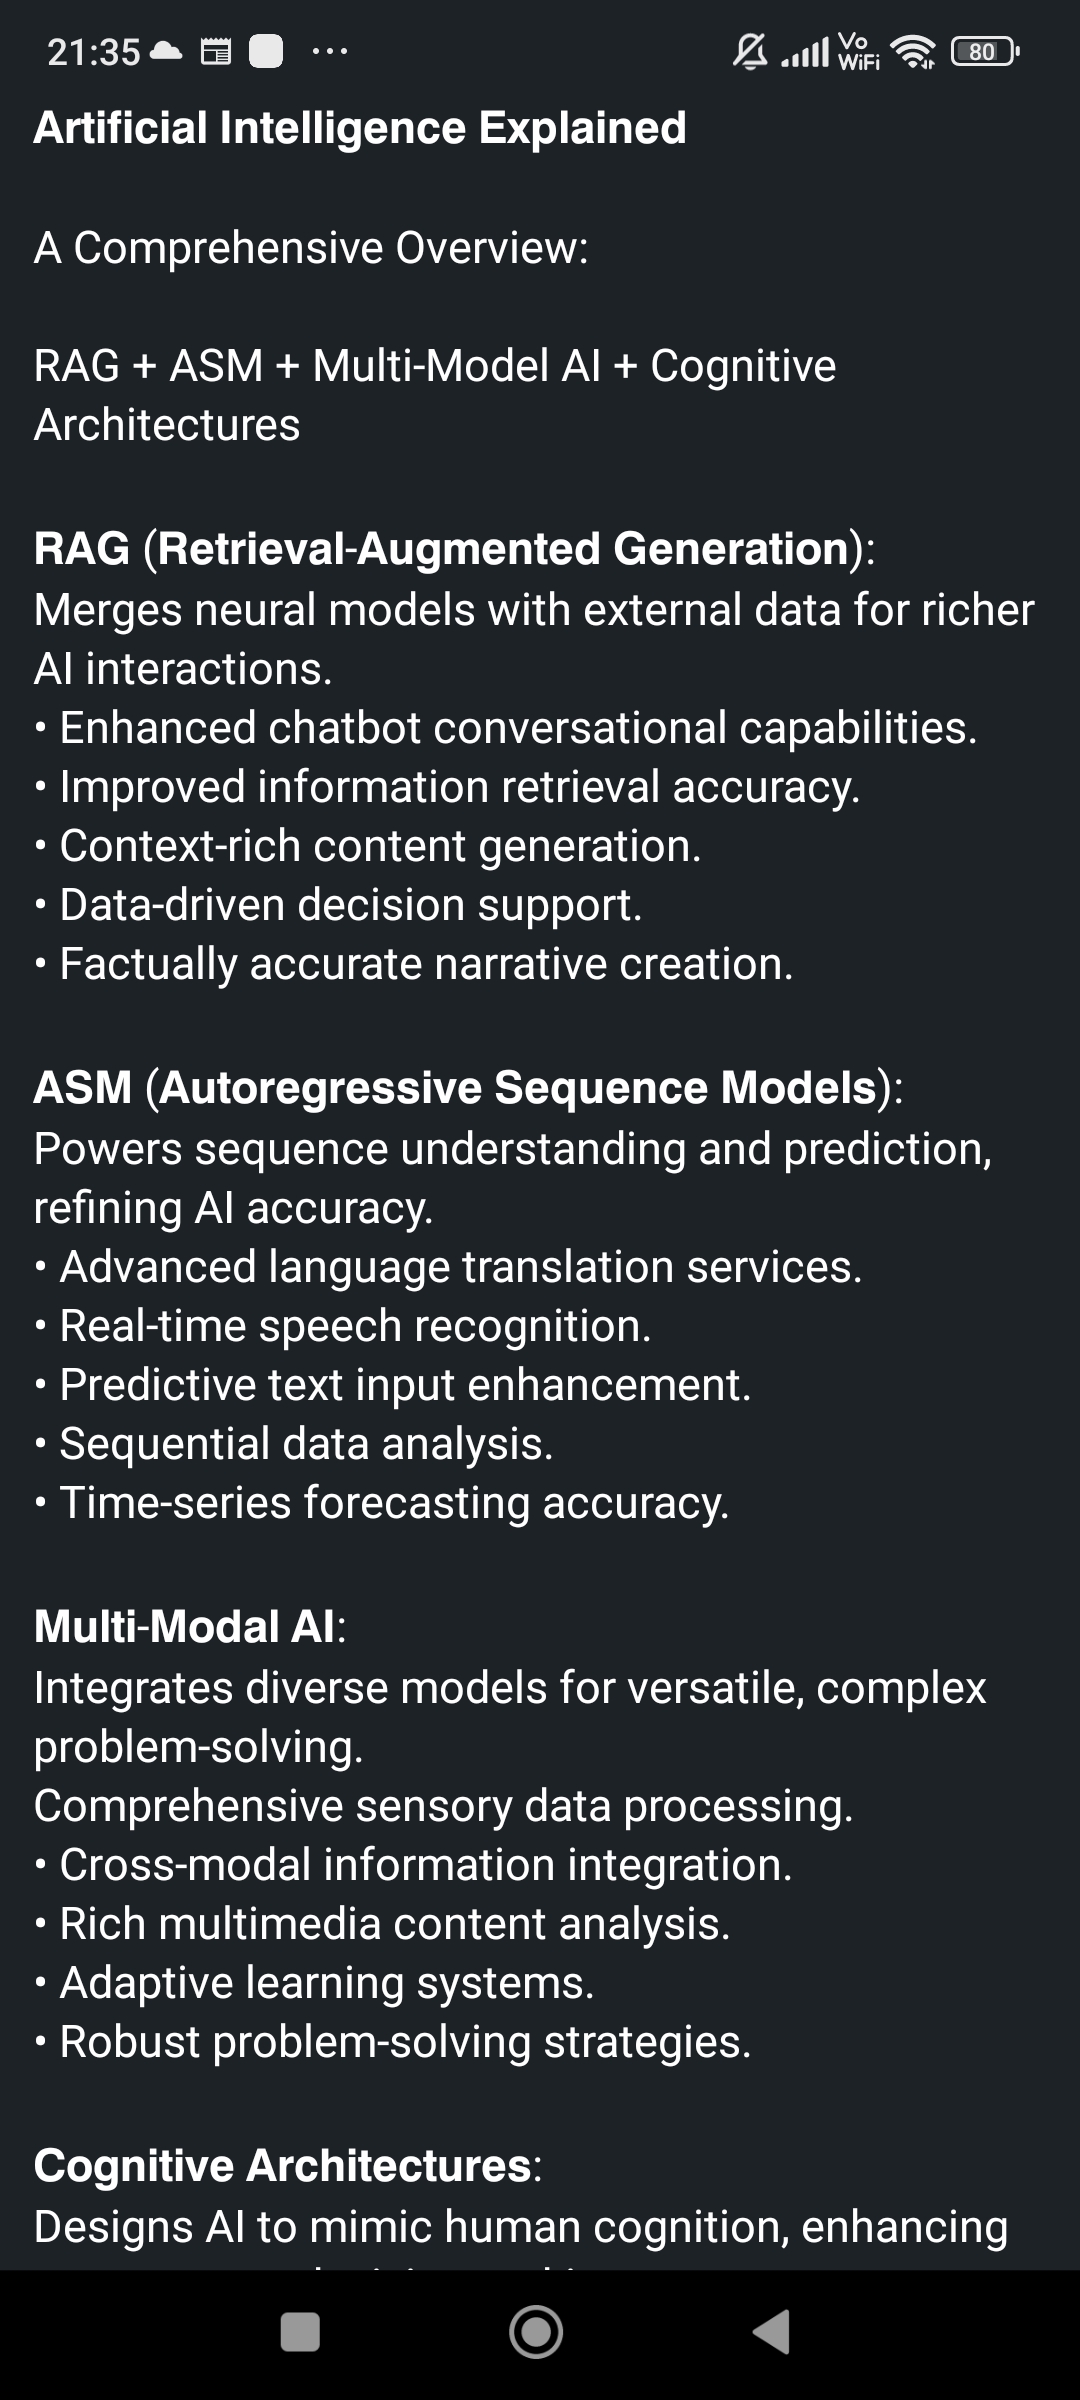 21:35
Vo
WiFi
80
Artificial Intelligence Explained
A Comprehensive Overview:
RAG + ASM + Multi-Model AI + Cognitive
Architectures
RAG (Retrieval-Augmented Generation):
Merges neural models with external data for richer
AI interactions.
• Enhanced chatbot conversational capabilities.
• Improved information retrieval accuracy.
• Context-rich content generation.
• Data-driven decision support.
• Factually accurate narrative creation.
ASM (Autoregressive Sequence Models):
Powers sequence understanding and prediction,
refining AI accuracy.
• Advanced language translation services.
• Real-time speech recognition.
• Predictive text input enhancement.
• Sequential data analysis.
• Time-series forecasting accuracy.
Multi-Modal AI:
Integrates diverse models for versatile, complex
problem-solving.
Comprehensive sensory data processing.
• Cross-modal information integration.
• Rich multimedia content analysis.
• Adaptive learning systems.
• Robust problem-solving strategies.
Cognitive Architectures:
Designs AI to mimic human cognition, enhancing